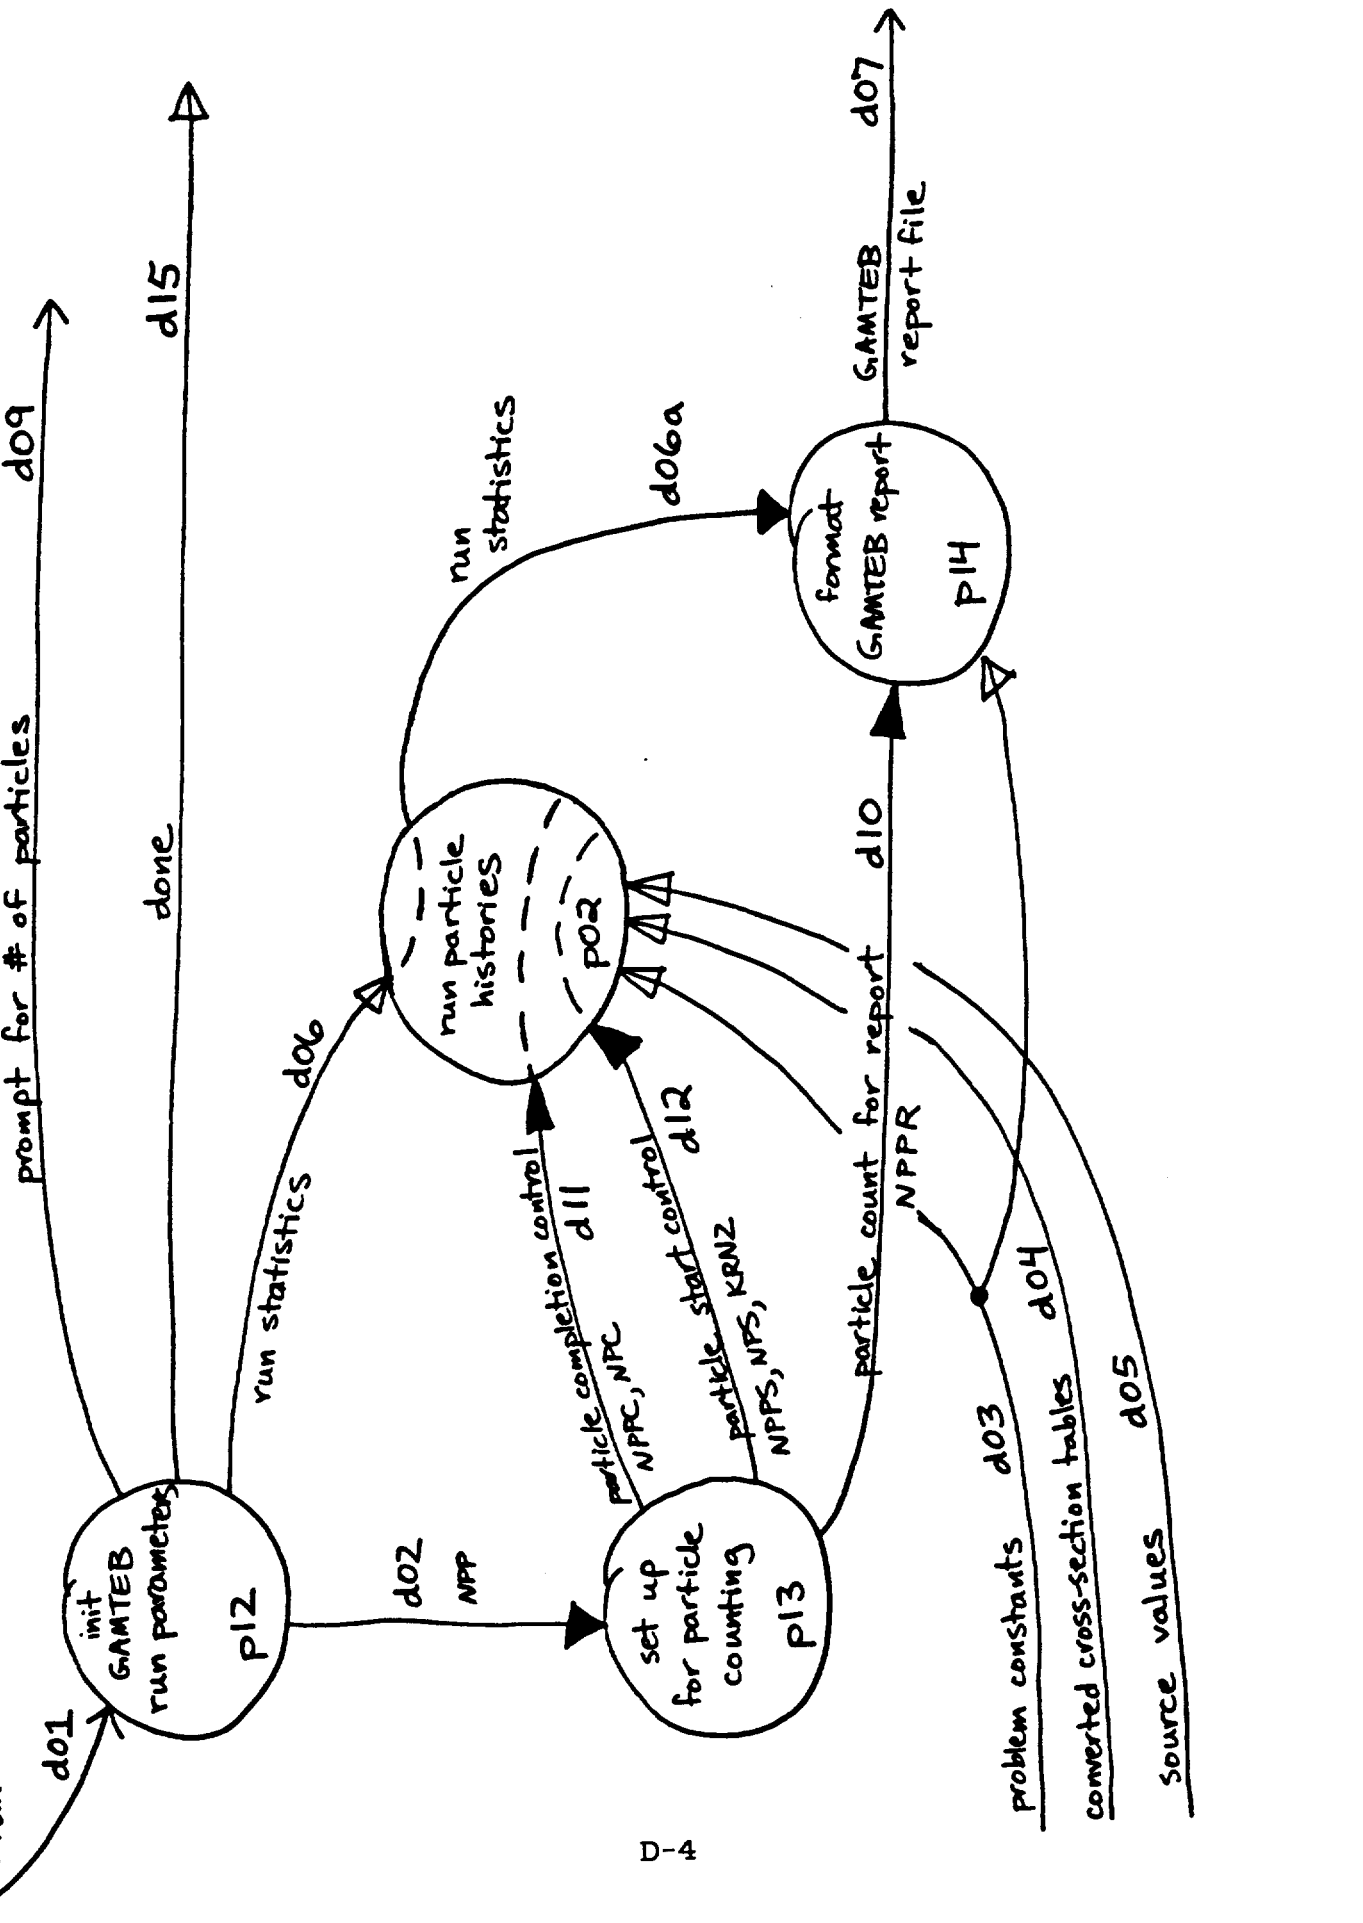 d01
init
GAMTEB
run parameters
p12
prompt for # of particles
d09
done
d15
run statistics
d06
d02
NPP
set up
for particle
counting
p13
particle completion control
d11
NPPC, NPC
particle start control
d12
NPPS, NPS, KRNZ
run particle
histories
p02
run
statistics
d06a
particle count for report
d10
NPPR
format
GAMTEB report
p14
GAMTEB
report file
d07
problem constants
d03
converted cross-section tables
d04
source values
d05
D-4